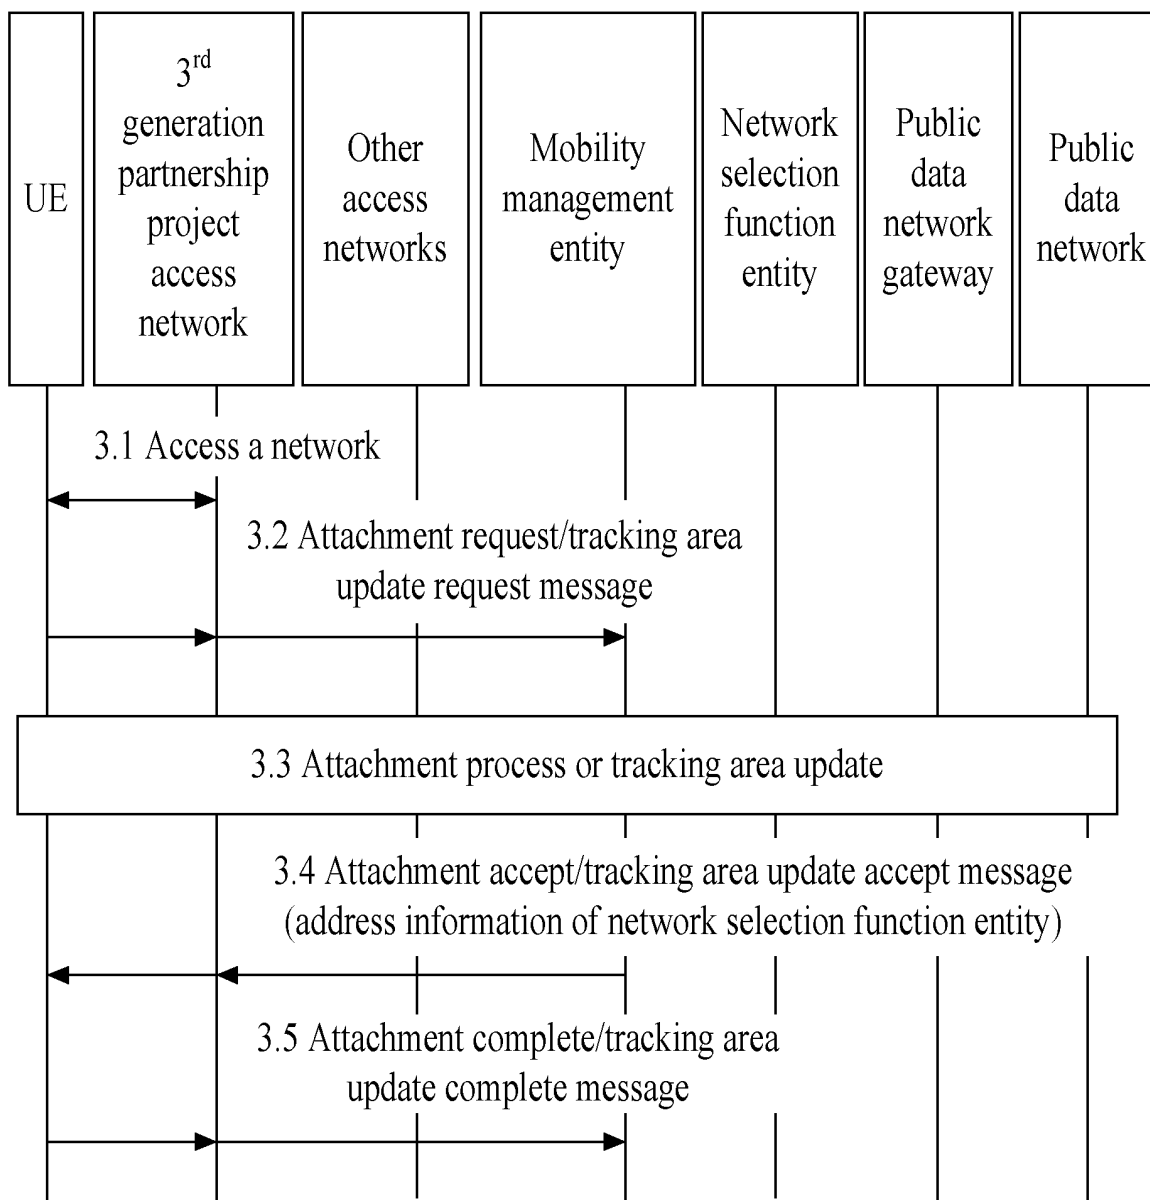 UE
3rd
generation
partnership
project
access
network
Other
access
networks
Mobility
management
entity
Network
selection
function
entity
Public
data
network
gateway
Public
data
network
3.1 Access a network
3.2 Attachment request/tracking area
update request message
3.3 Attachment process or tracking area update
3.4 Attachment accept/tracking area update accept message
(address information of network selection function entity)
3.5 Attachment complete/tracking area
update complete message